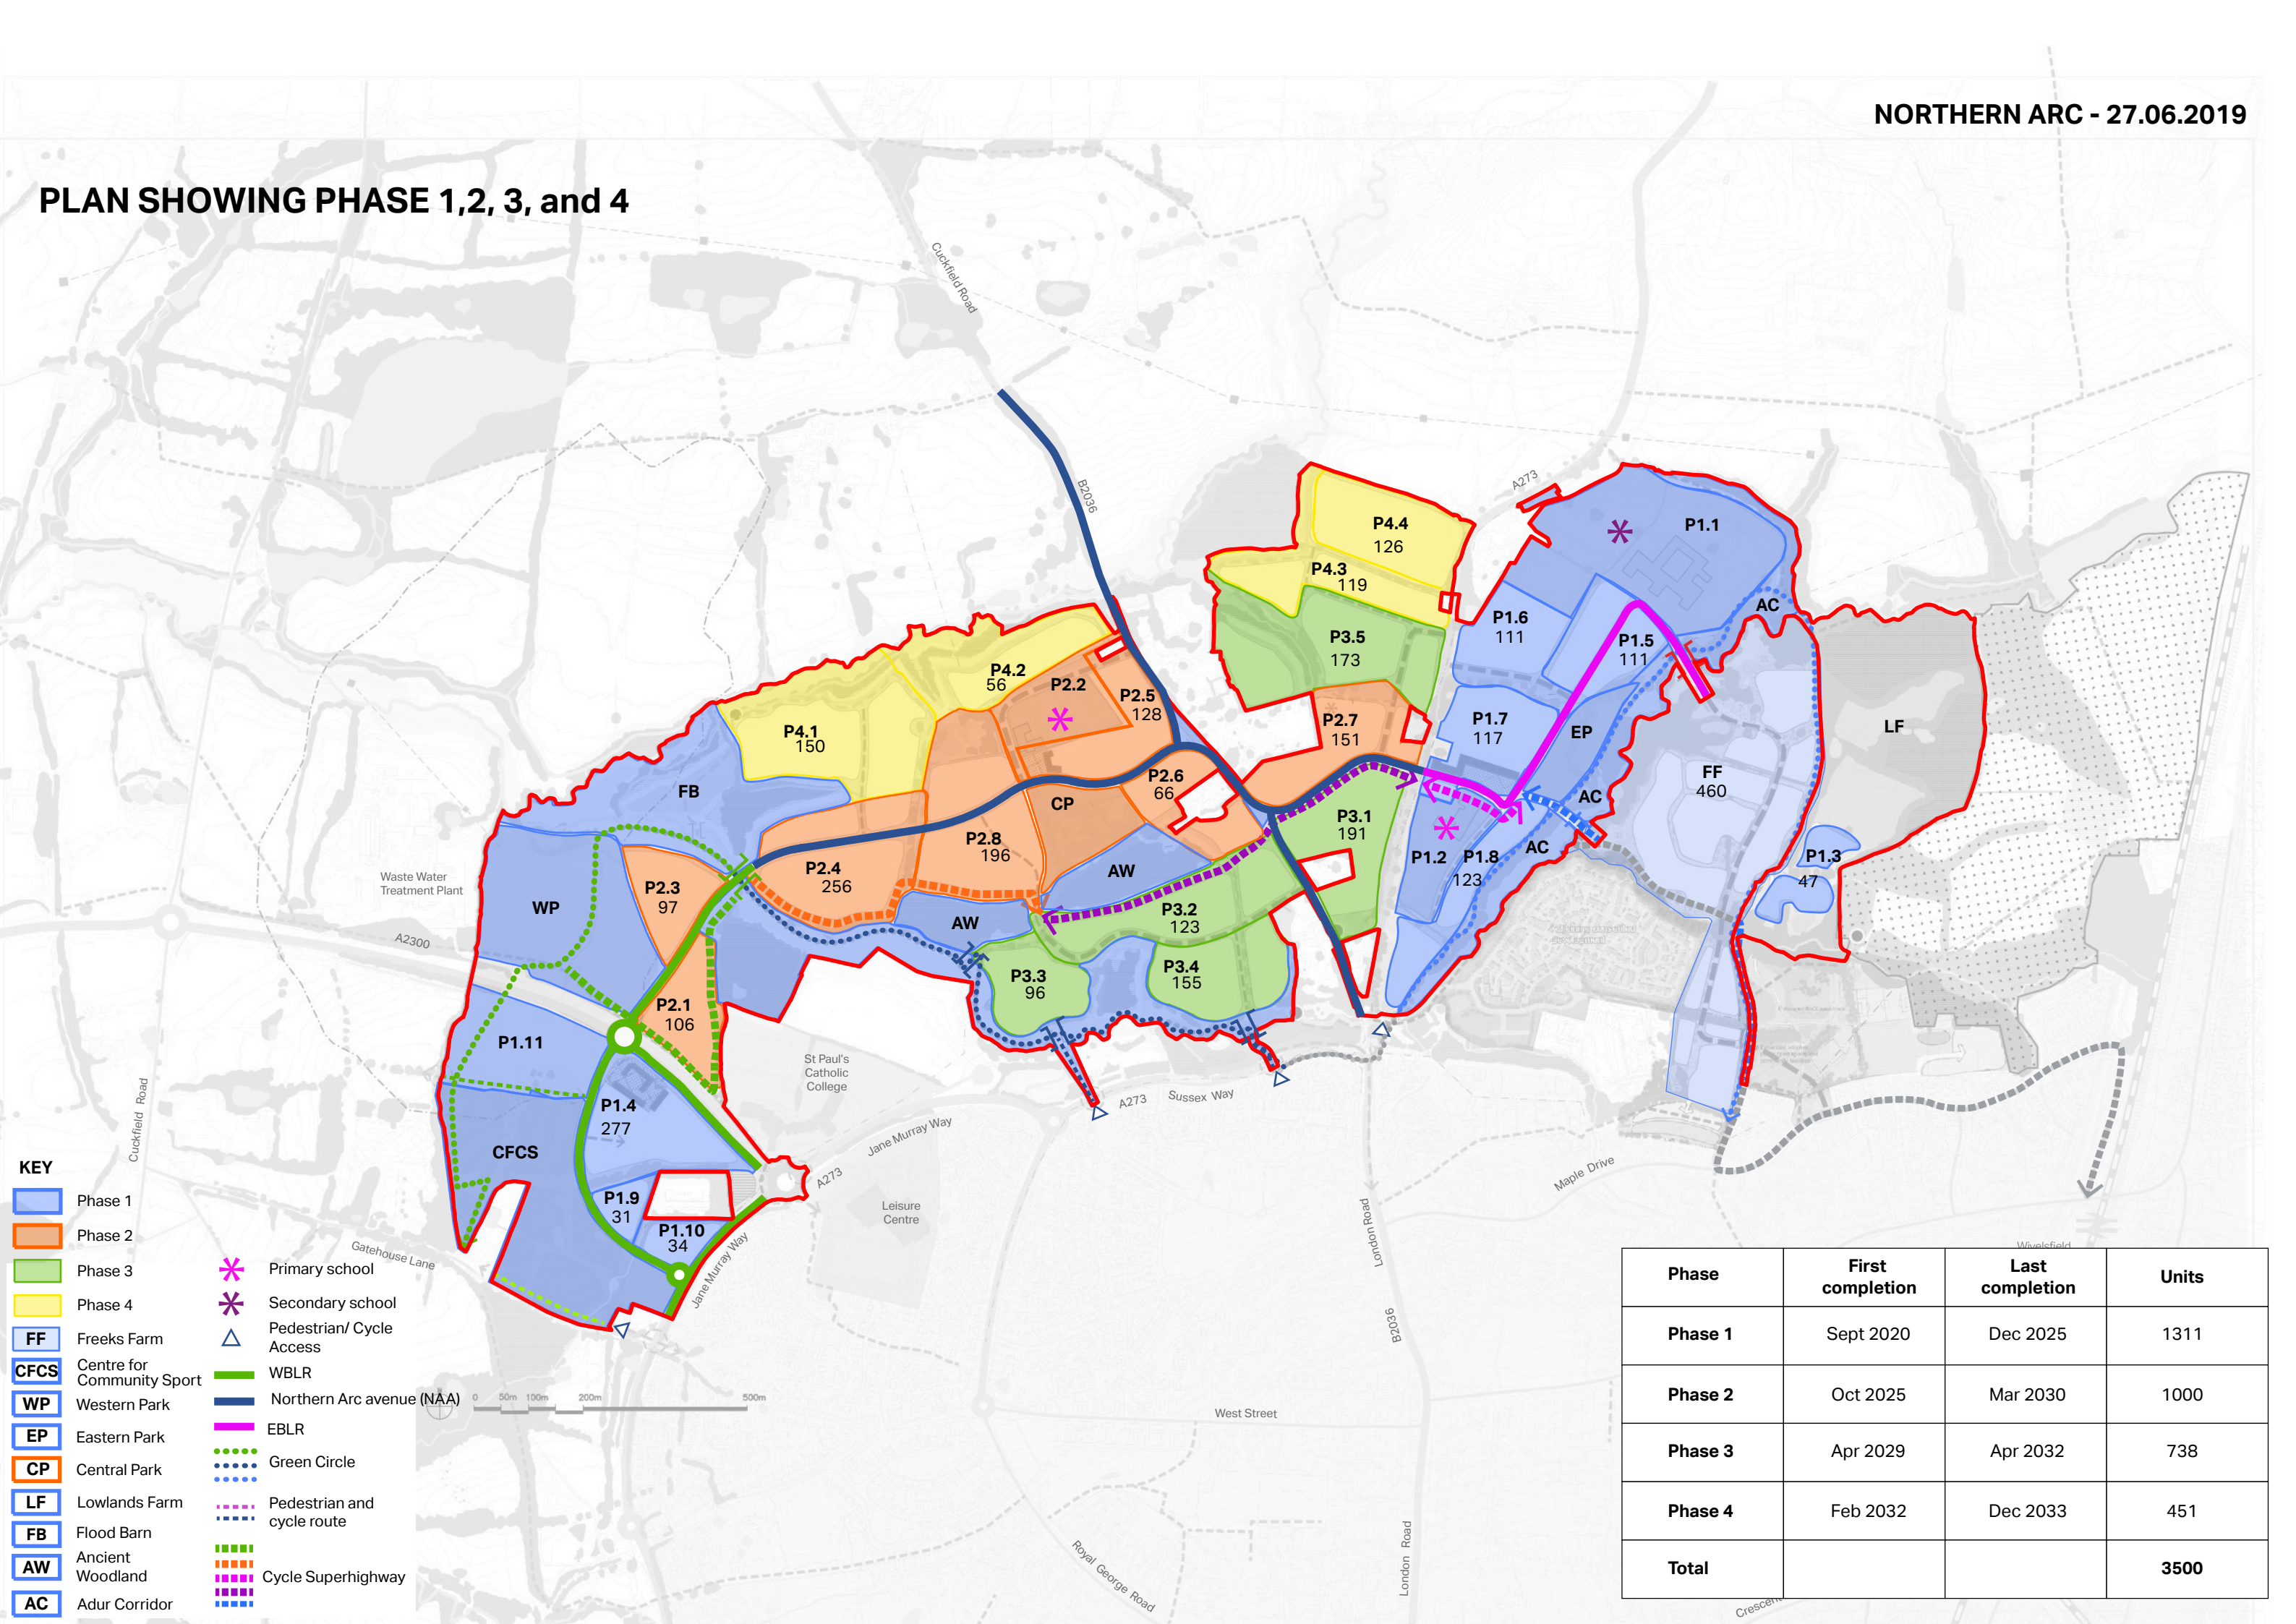 NORTHERN ARC - 27.06.2019
PLAN SHOWING PHASE 1,2, 3, and 4
Cuckfield Road
B2036
A273
P4.4
126
P4.3
119
P1.1
AC
P1.6
111
P1.5
111
P3.5
173
P4.2
56
P2.2
P2.5
128
P2.7
151
P1.7
117
EP
LF
P4.1
150
FB
P2.6
66
CP
FF
460
AC
P3.1
191
P2.8
196
P1.2
P1.8
123
AC
P1.3
47
P2.4
256
AW
P2.3
97
WP
Waste Water
Treatment Plant
A2300
AW
P3.2
123
P3.3
96
P3.4
155
P2.1
106
P1.11
St Paul's
Catholic
College
A273
Sussex Way
Jane Murray Way
P1.4
277
CFCS
Cuckfield Road
A273
P1.9
31
P1.10
34
Leisure
Centre
Jane Murray Way
Gatehouse Lane
Maple Drive
London Road
B2036
Wivelsfield
West Street
London Road
Royal George Road
Crescent
0 50m 100m 200m 500m
KEY
Phase 1
Phase 2
Phase 3
Phase 4
FF Freeks Farm
CFCS Centre for
Community Sport
WP Western Park
EP Eastern Park
CP Central Park
LF Lowlands Farm
FB Flood Barn
AW Ancient
Woodland
AC Adur Corridor
Primary school
Secondary school
Pedestrian/ Cycle
Access
WBLR
Northern Arc avenue (NAA)
EBLR
Green Circle
Pedestrian and
cycle route
Cycle Superhighway
Phase First completion Last completion Units
Phase 1 Sept 2020 Dec 2025 1311
Phase 2 Oct 2025 Mar 2030 1000
Phase 3 Apr 2029 Apr 2032 738
Phase 4 Feb 2032 Dec 2033 451
Total 3500